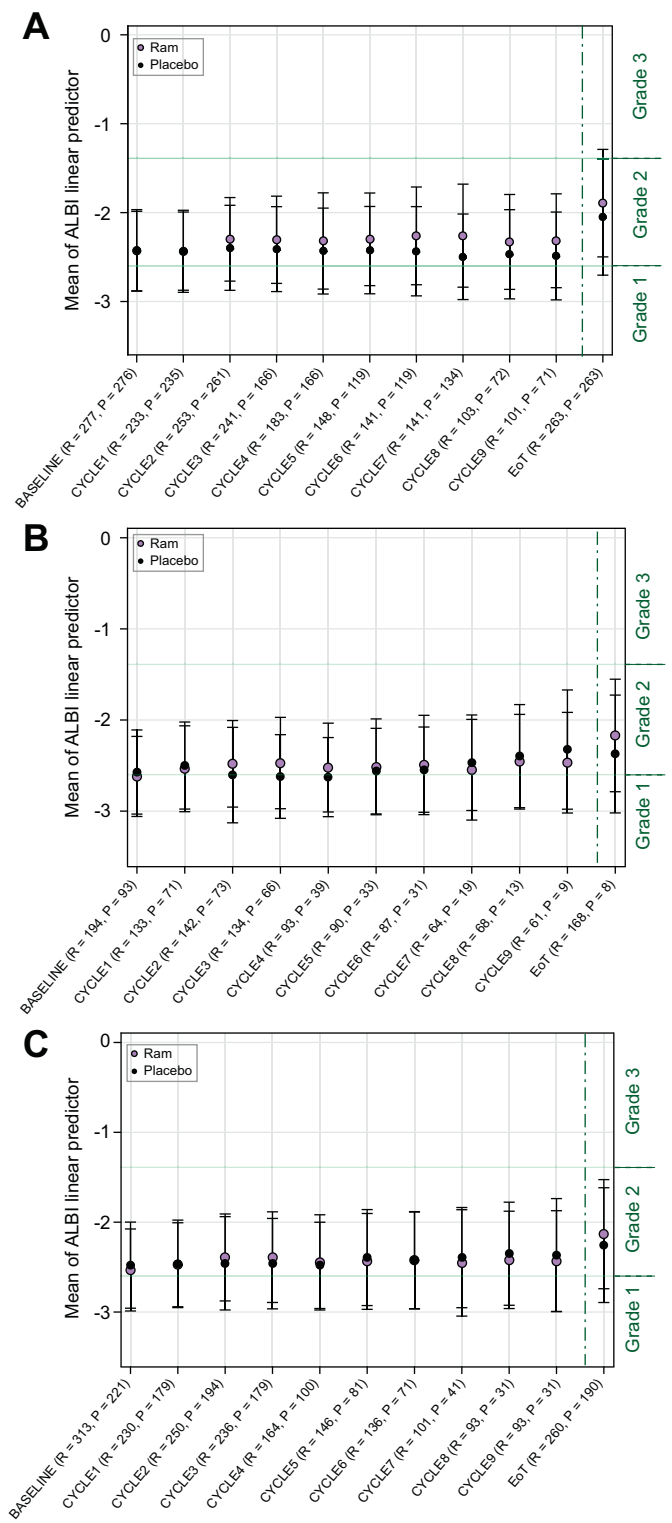 A
Mean of ALBI linear predictor
0
-1
-2
-3
Ram
Placebo
Grade 3
Grade 2
Grade 1
BASELINE (R = 277, P = 276)
CYCLE1 (R = 233, P = 235)
CYCLE2 (R = 253, P = 261)
CYCLE3 (R = 241, P = 166)
CYCLE4 (R = 183, P = 166)
CYCLE5 (R = 148, P = 119)
CYCLE6 (R = 141, P = 119)
CYCLE7 (R = 141, P = 134)
CYCLE8 (R = 103, P = 72)
CYCLE9 (R = 101, P = 71)
EoT (R = 263, P = 263)
B
Mean of ALBI linear predictor
0
-1
-2
-3
Ram
Placebo
Grade 3
Grade 2
Grade 1
BASELINE (R = 194, P = 93)
CYCLE1 (R = 133, P = 71)
CYCLE2 (R = 142, P = 73)
CYCLE3 (R = 134, P = 66)
CYCLE4 (R = 93, P = 39)
CYCLE5 (R = 90, P = 33)
CYCLE6 (R = 87, P = 31)
CYCLE7 (R = 64, P = 19)
CYCLE8 (R = 68, P = 13)
CYCLE9 (R = 61, P = 9)
EoT (R = 168, P = 8)
C
Mean of ALBI linear predictor
0
-1
-2
-3
Ram
Placebo
Grade 3
Grade 2
Grade 1
BASELINE (R = 313, P = 221)
CYCLE1 (R = 230, P = 179)
CYCLE2 (R = 250, P = 194)
CYCLE3 (R = 236, P = 179)
CYCLE4 (R = 164, P = 100)
CYCLE5 (R = 146, P = 81)
CYCLE6 (R = 136, P = 71)
CYCLE7 (R = 101, P = 41)
CYCLE8 (R = 93, P = 31)
CYCLE9 (R = 93, P = 31)
EoT (R = 260, P = 190)